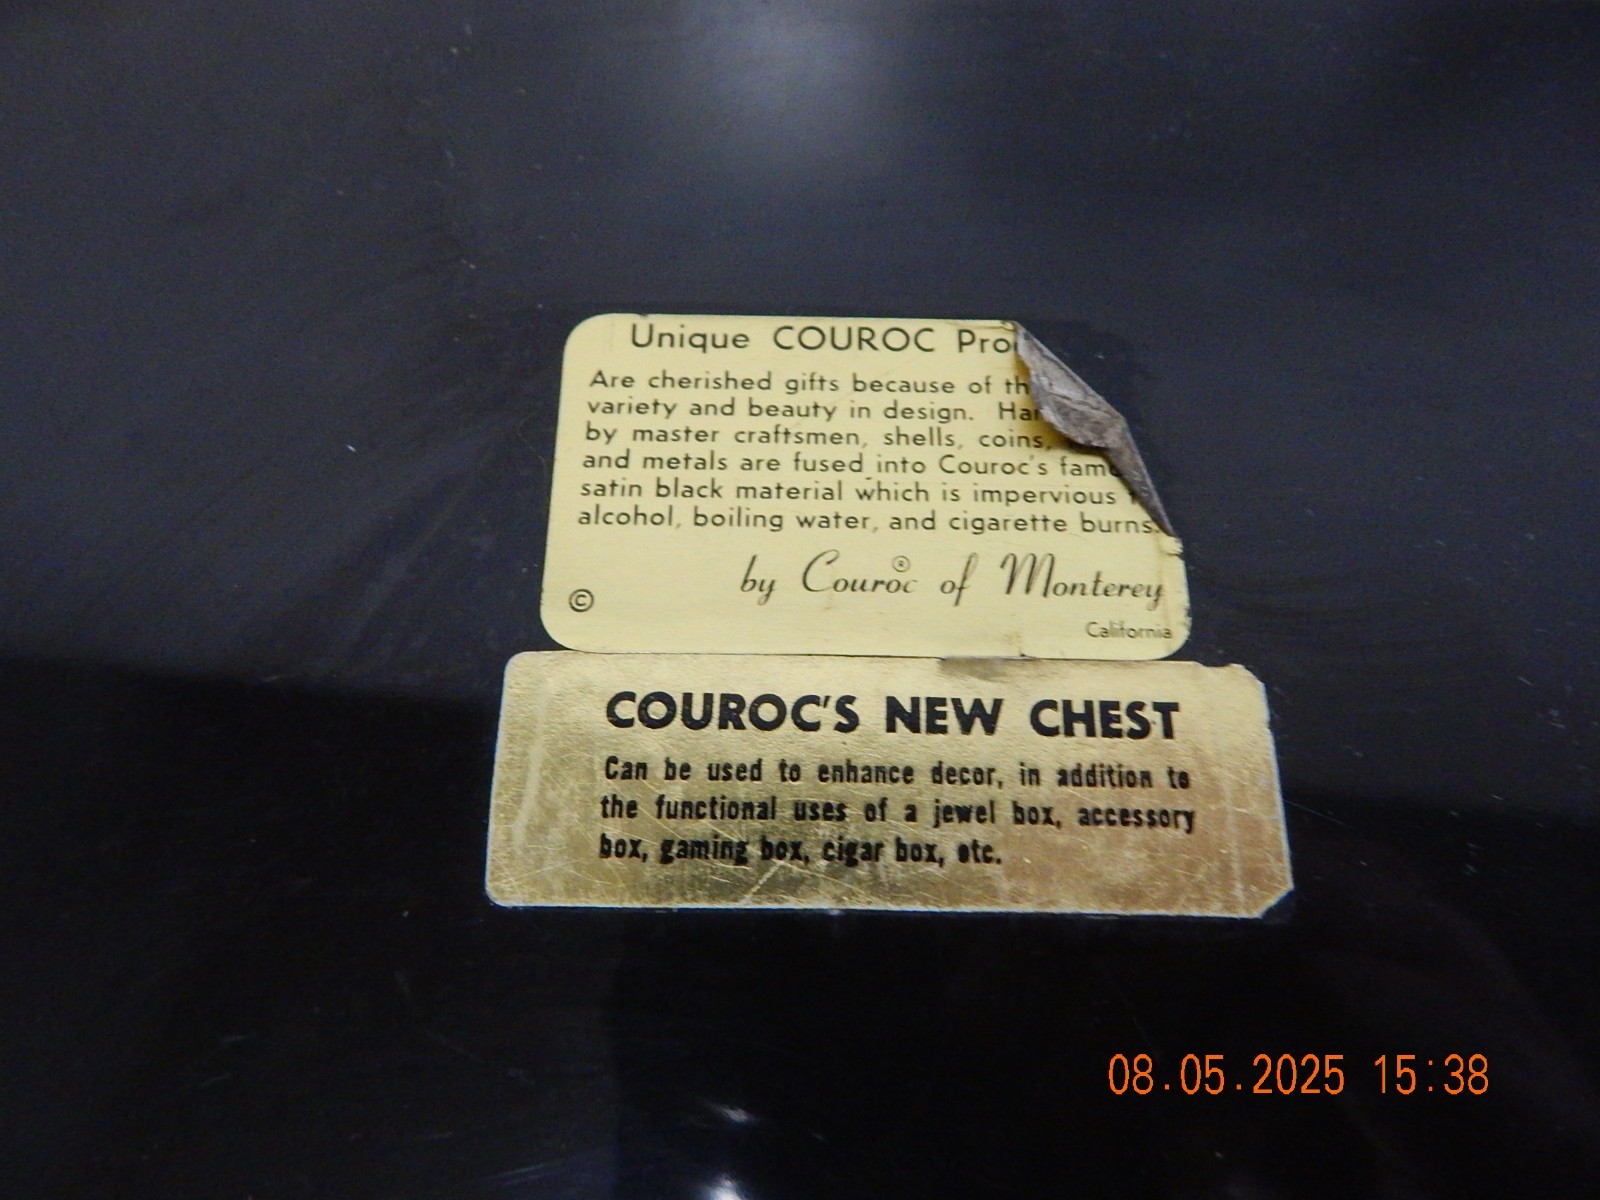 Unique COUROC Pro
Are cherished gifts because of th
variety and beauty in design. Ha
by master craftsmen, shells, coins,
and metals are fused into Couroc's fam
satin black material which is impervious
alcohol, boiling water, and cigarette burns.
by Couroc® of Monterey
©
California
COUROC'S NEW CHEST
Can be used to enhance decor, in addition to
the functional uses of a jewel box, accessory
box, gaming box, cigar box, etc.
08.05.2025 15:38